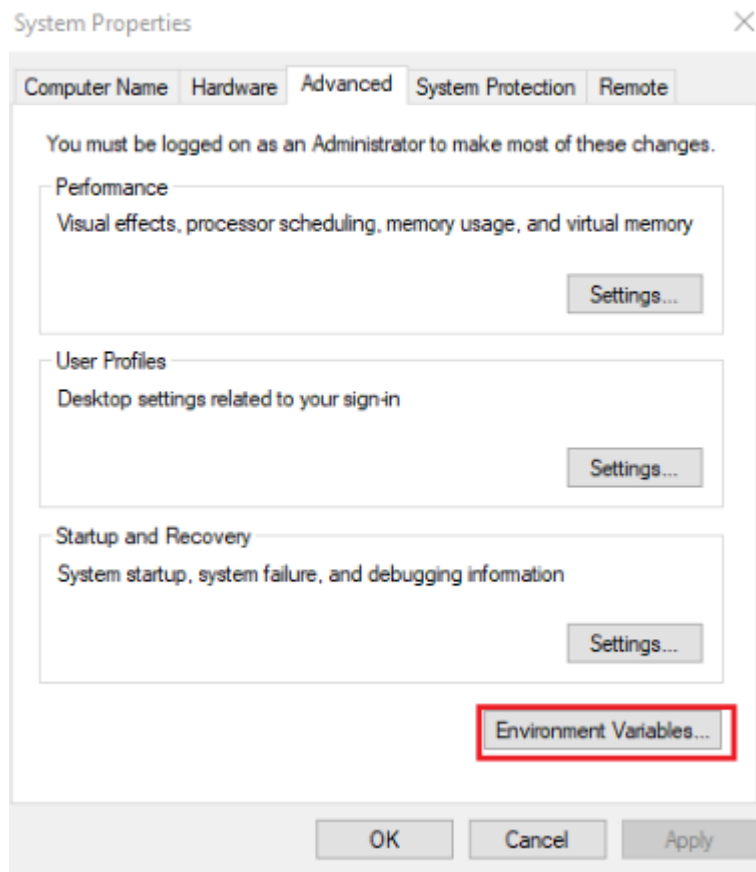 System Properties
Computer Name Hardware Advanced System Protection Remote
You must be logged on as an Administrator to make most of these changes.
Performance
Visual effects, processor scheduling, memory usage, and virtual memory
Settings...
User Profiles
Desktop settings related to your sign-in
Settings...
Startup and Recovery
System startup, system failure, and debugging information
Settings...
Environment Variables...
OK Cancel Apply